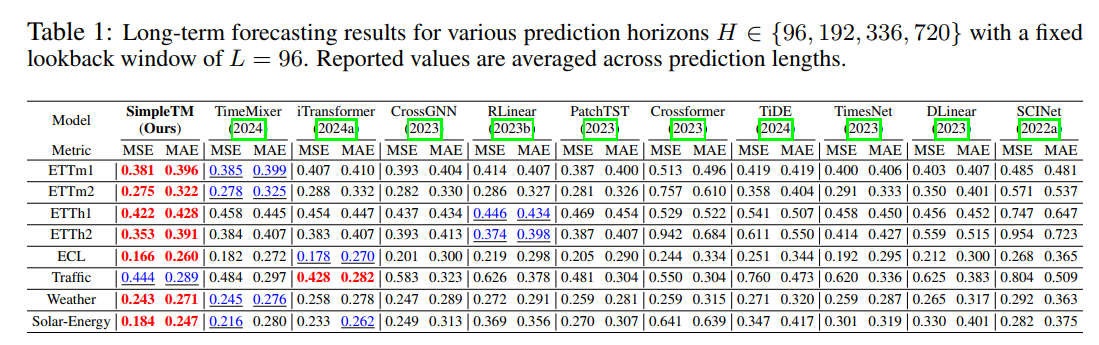 Table 1: Long-term forecasting results for various prediction horizons H ∈ {96, 192, 336, 720} with a fixed
lookback window of L = 96. Reported values are averaged across prediction lengths.
Model SimpleTM (Ours) TimeMixer (2024) iTransformer (2024a) CrossGNN (2023) RLinear (2023b) PatchTST (2023) Crossformer (2023) TiDE (2024) TimesNet (2023) DLinear (2023) SCINet (2022a)
Metric MSE MAE MSE MAE MSE MAE MSE MAE MSE MAE MSE MAE MSE MAE MSE MAE MSE MAE MSE MAE MSE MAE
ETTm1 0.381 0.396 0.385 0.399 0.407 0.410 0.393 0.404 0.414 0.407 0.387 0.400 0.513 0.496 0.419 0.419 0.400 0.406 0.403 0.407 0.485 0.481
ETTm2 0.275 0.322 0.278 0.325 0.288 0.332 0.282 0.330 0.286 0.327 0.281 0.326 0.757 0.610 0.358 0.404 0.291 0.333 0.350 0.401 0.571 0.537
ETTh1 0.422 0.428 0.458 0.445 0.454 0.447 0.437 0.434 0.446 0.434 0.469 0.454 0.529 0.522 0.541 0.507 0.458 0.450 0.456 0.452 0.747 0.647
ETTh2 0.353 0.391 0.384 0.407 0.383 0.407 0.393 0.413 0.374 0.398 0.387 0.407 0.942 0.684 0.611 0.550 0.414 0.427 0.559 0.515 0.954 0.723
ECL 0.166 0.260 0.182 0.272 0.178 0.270 0.201 0.300 0.219 0.298 0.205 0.290 0.244 0.334 0.251 0.344 0.192 0.295 0.212 0.300 0.268 0.365
Traffic 0.444 0.289 0.484 0.297 0.428 0.282 0.583 0.323 0.626 0.378 0.481 0.304 0.550 0.304 0.760 0.473 0.620 0.336 0.625 0.383 0.804 0.509
Weather 0.243 0.271 0.245 0.276 0.258 0.278 0.247 0.289 0.272 0.291 0.259 0.281 0.259 0.315 0.271 0.320 0.259 0.287 0.265 0.317 0.292 0.363
Solar-Energy 0.184 0.247 0.216 0.280 0.233 0.262 0.249 0.313 0.369 0.356 0.270 0.307 0.641 0.639 0.347 0.417 0.301 0.319 0.330 0.401 0.282 0.375